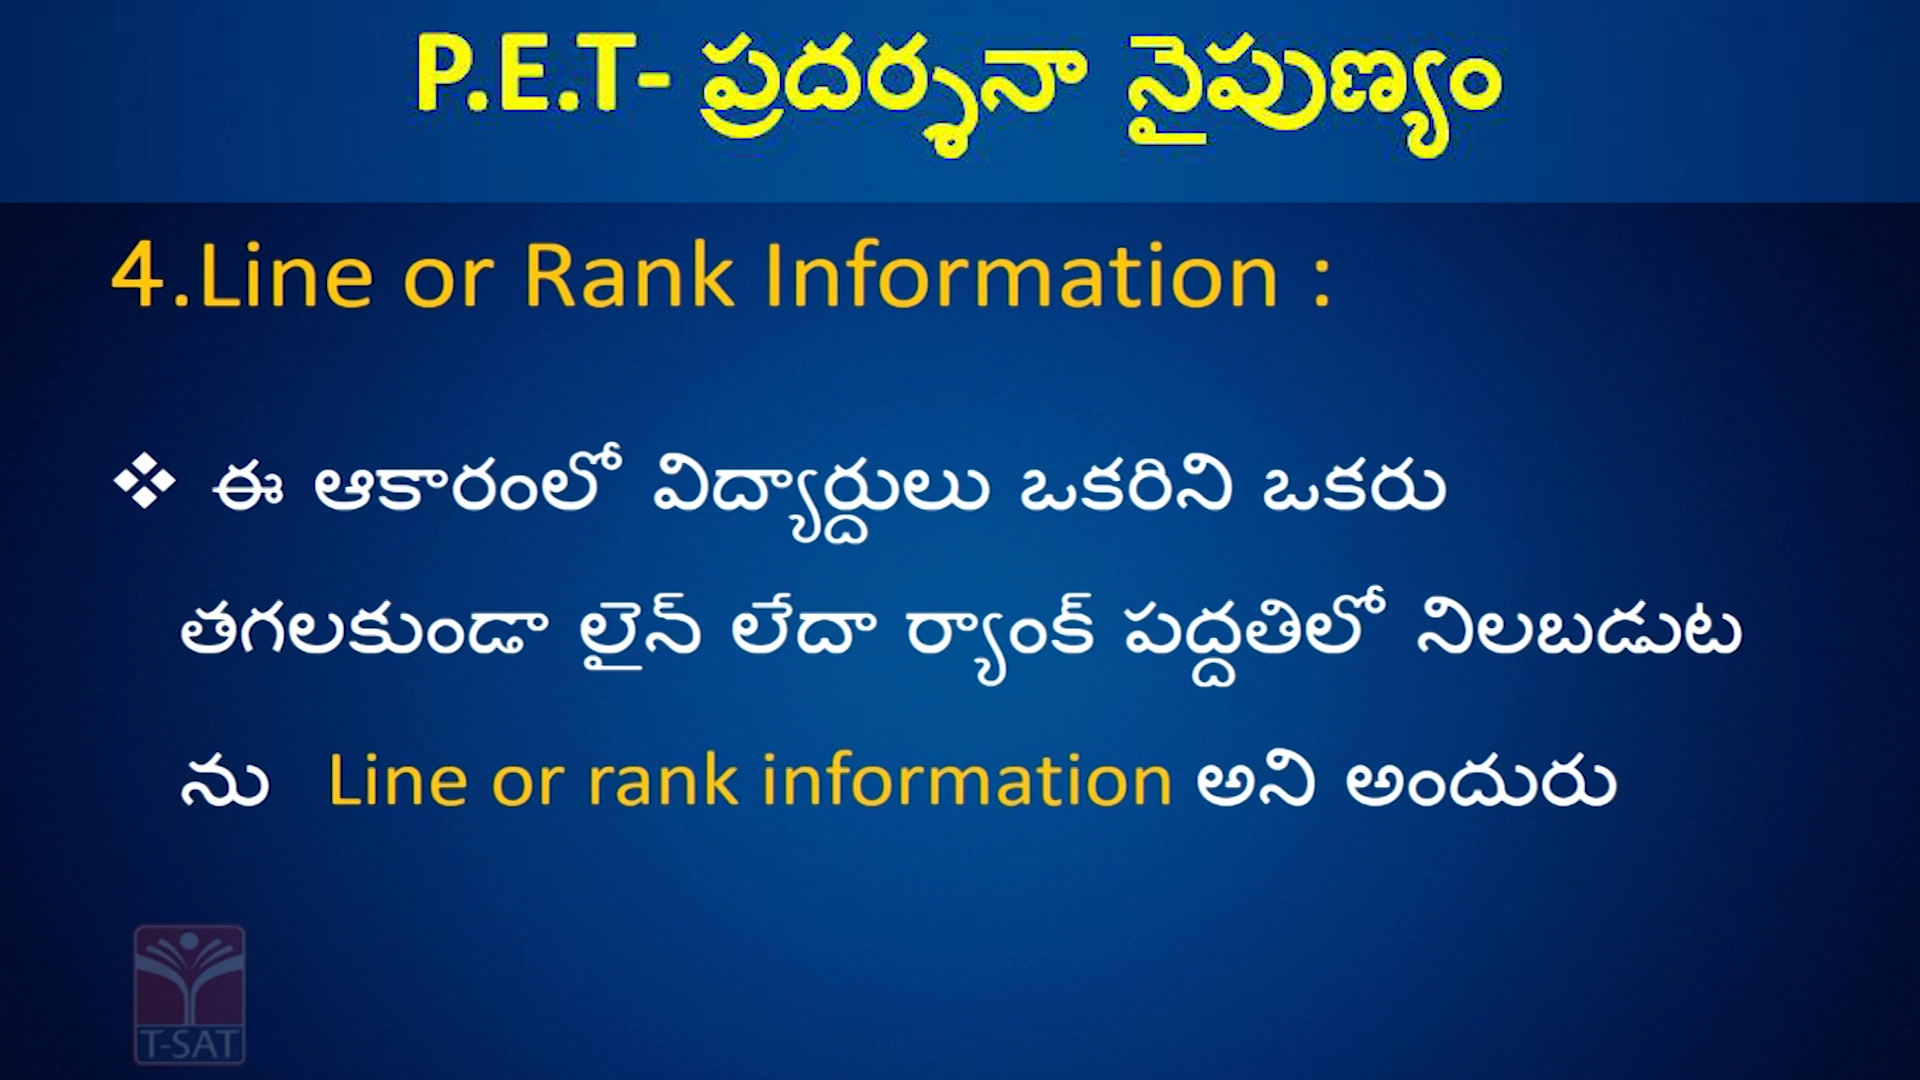 P.E.T- ప్రదర్శనా నైపుణ్యం
4.Line or Rank Information :
❖ ఈ ఆకారంలో విద్యార్దులు ఒకరిని ఒకరు
తగలకుండా లైన్ లేదా ర్యాంక్ పద్దతిలో నిలబడుట
ను Line or rank information అని అందురు
T-SAT